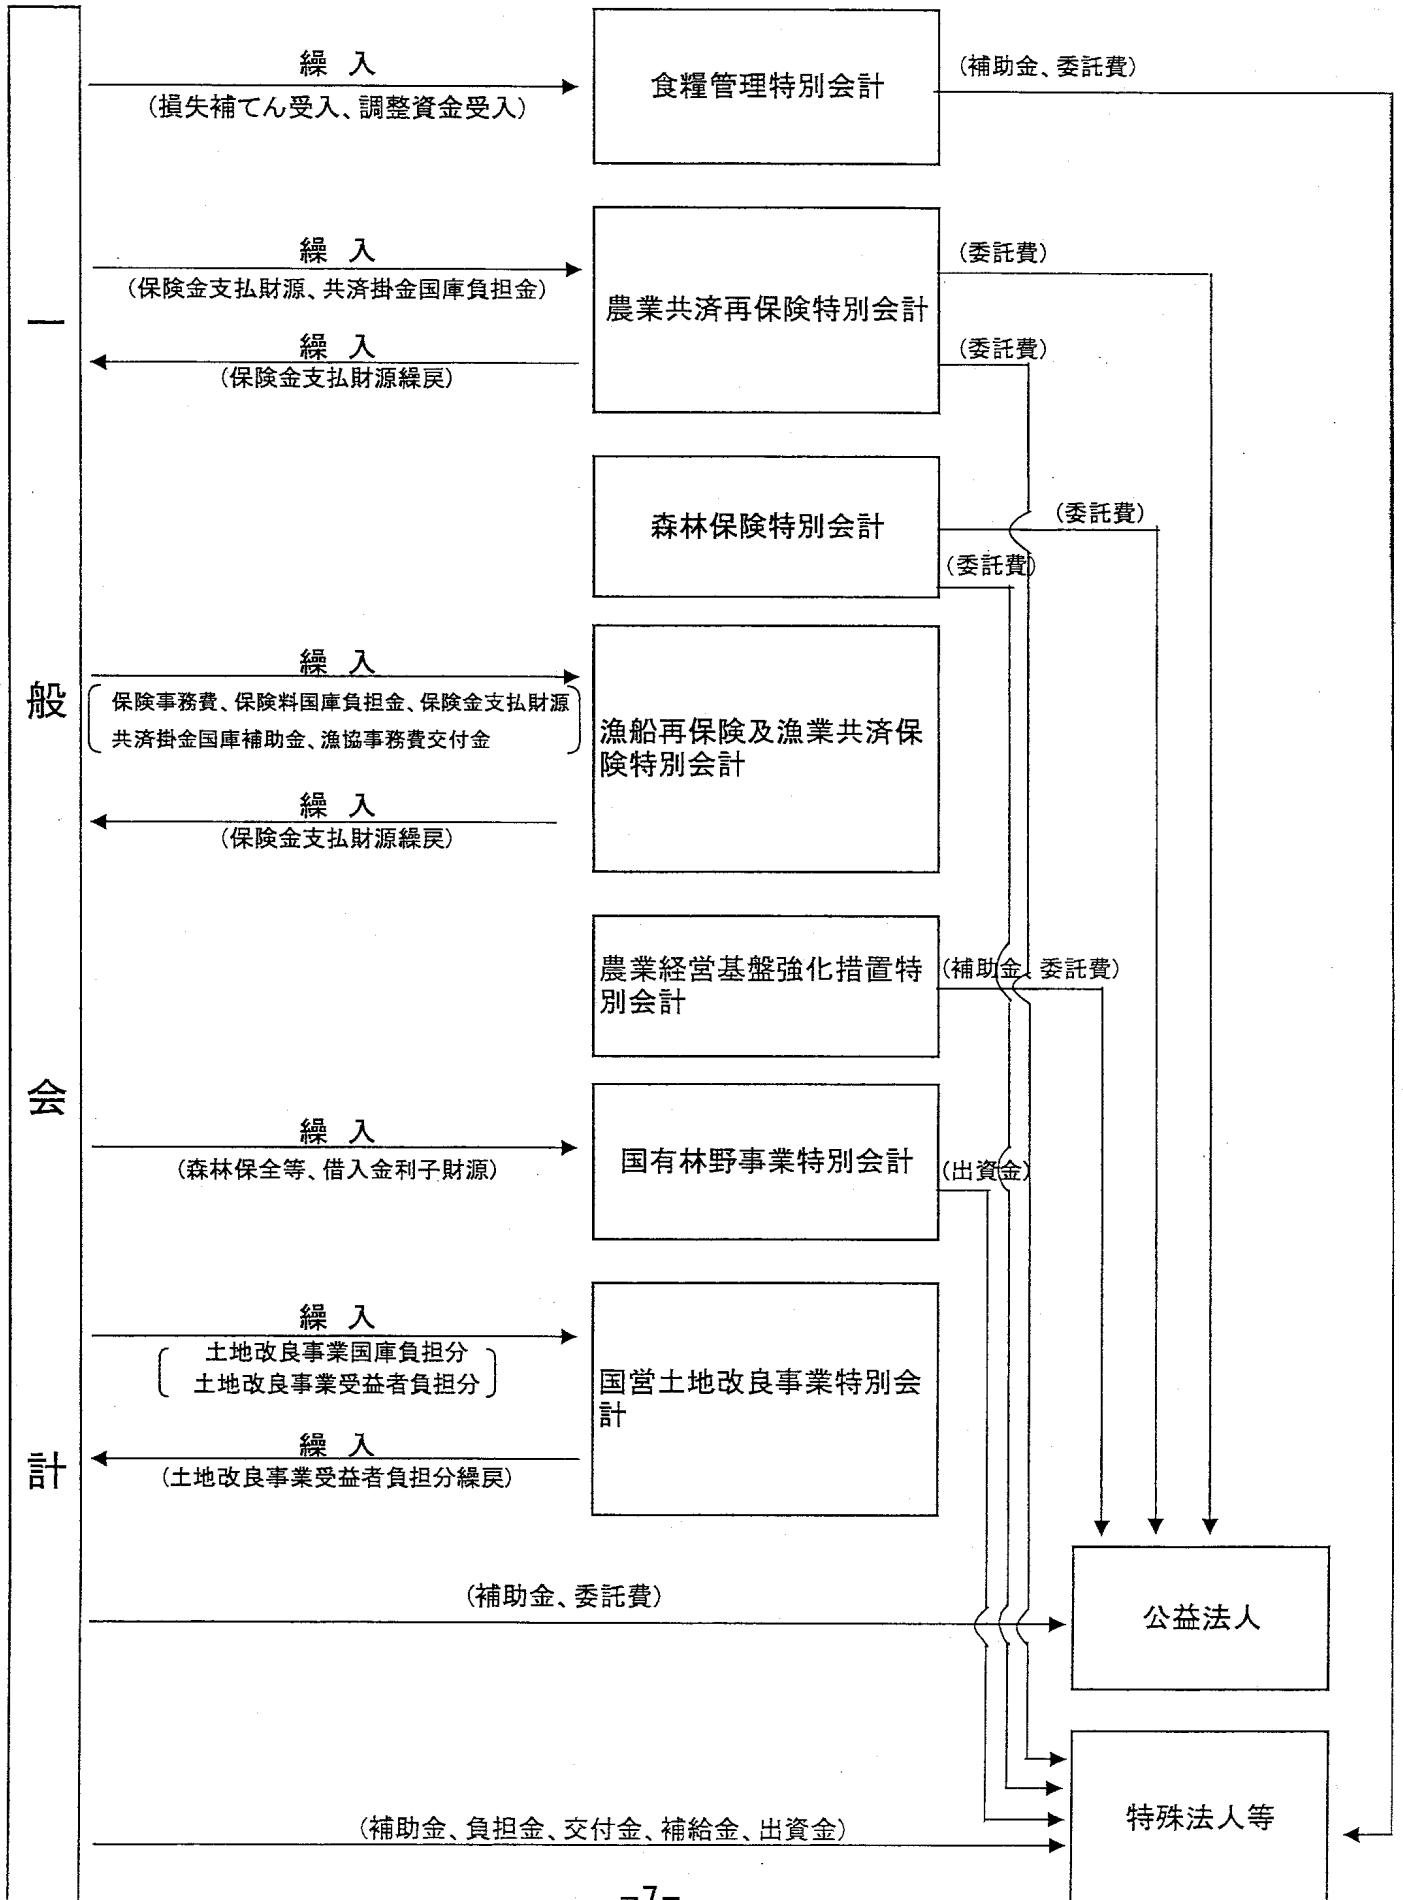 一般会計
繰入
(損失補てん受入、調整資金受入)
食糧管理特別会計
(補助金、委託費)
繰入
(保険金支払財源、共済掛金国庫負担金)
農業共済再保険特別会計
(委託費)
繰入
(保険金支払財源繰戻)
(委託費)
森林保険特別会計
(委託費)
(委託費)
繰入
保険事務費、保険料国庫負担金、保険金支払財源
共済掛金国庫補助金、漁協事務費交付金
漁船再保険及漁業共済保
険特別会計
繰入
(保険金支払財源繰戻)
農業経営基盤強化措置特
別会計
(補助金、委託費)
繰入
(森林保全等、借入金利子財源)
国有林野事業特別会計
(出資金)
繰入
土地改良事業国庫負担分
土地改良事業受益者負担分
国営土地改良事業特別会
計
繰入
(土地改良事業受益者負担分繰戻)
(補助金、委託費)
公益法人
(補助金、負担金、交付金、補給金、出資金)
特殊法人等
-7-